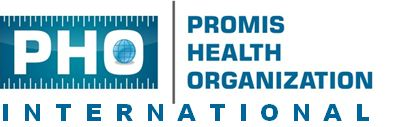 PHO
PROMIS
HEALTH
ORGANIZATION
INTERNATIONAL